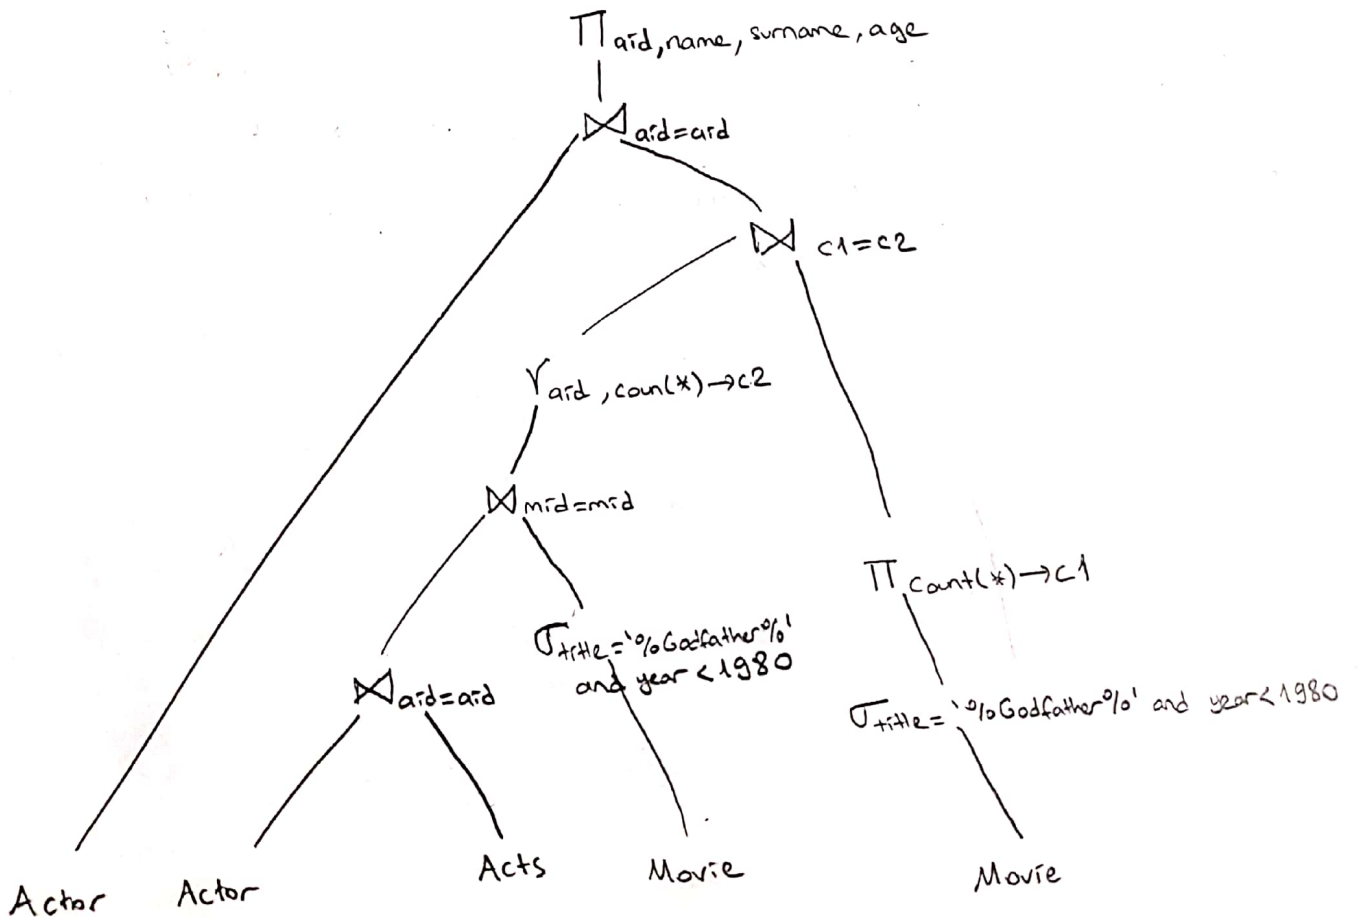 Π aid, name, surname, age
⋈ aid=aid
⋈ c1=c2
γ aid, coun(*)→c2
⋈ mid=mid
Π Count(*)→c1
σ title='%Godfather%'
and year<1980
⋈ aid=aid
σ title='%Godfather%' and year<1980
Actor Actor Acts Movie Movie